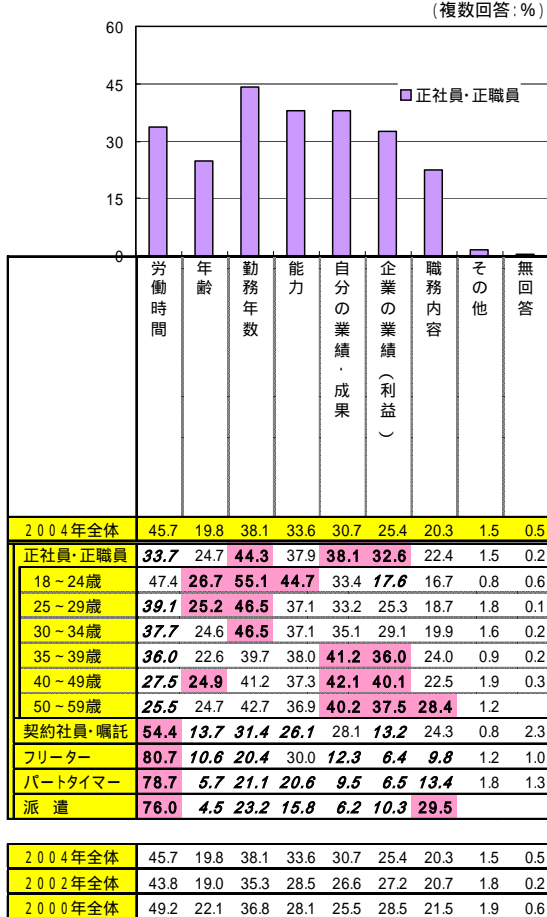 (複数回答:%)
60
45
30
15
0
正社員・正職員
労働時間
年齢
勤務年数
能力
自分の業績・成果
企業の業績(利益)
職務内容
その他
無回答
2004年全体 45.7 19.8 38.1 33.6 30.7 25.4 20.3 1.5 0.5
正社員・正職員 33.7 24.7 44.3 37.9 38.1 32.6 22.4 1.5 0.2
18~24歳 47.4 26.7 55.1 44.7 33.4 17.6 16.7 0.8 0.6
25~29歳 39.1 25.2 46.5 37.1 33.2 25.3 18.7 1.8 0.1
30~34歳 37.7 24.6 46.5 37.1 35.1 29.1 19.9 1.6 0.2
35~39歳 36.0 22.6 39.7 38.0 41.2 36.0 24.0 0.9 0.2
40~49歳 27.5 24.9 41.2 37.3 42.1 40.1 22.5 1.9 0.3
50~59歳 25.5 24.7 42.7 36.9 40.2 37.5 28.4 1.2
契約社員・嘱託 54.4 13.7 31.4 26.1 28.1 13.2 24.3 0.8 2.3
フリーター 80.7 10.6 20.4 30.0 12.3 6.4 9.8 1.2 1.0
パートタイマー 78.7 5.7 21.1 20.6 9.5 6.5 13.4 1.8 1.3
派 遣 76.0 4.5 23.2 15.8 6.2 10.3 29.5
2004年全体 45.7 19.8 38.1 33.6 30.7 25.4 20.3 1.5 0.5
2002年全体 43.8 19.0 35.3 28.5 26.6 27.2 20.7 1.8 0.2
2000年全体 49.2 22.1 36.8 28.1 25.5 28.5 21.5 1.9 0.6